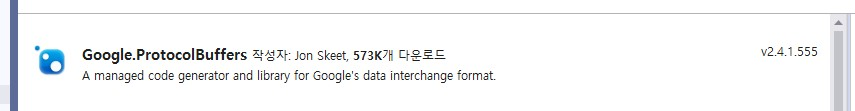 Google.ProtocolBuffers 작성자: Jon Skeet, 573K개 다운로드 v2.4.1.555
A managed code generator and library for Google's data interchange format.